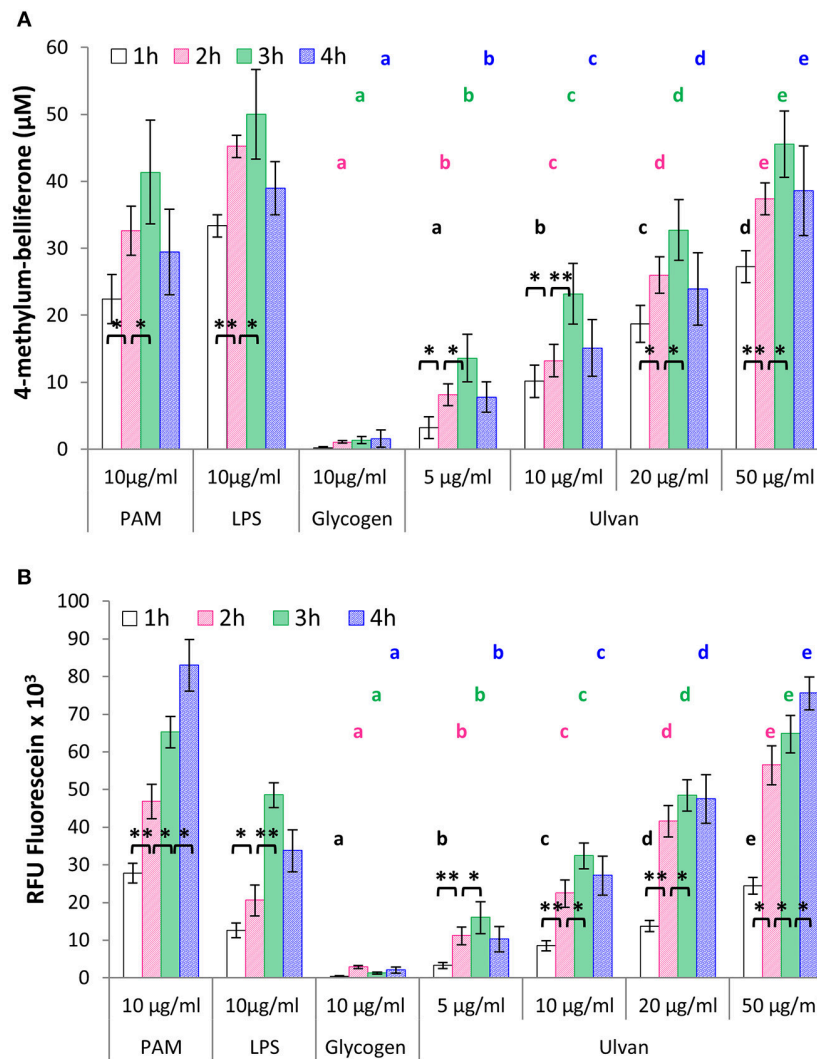 A
4-methylum-belliferone (µM)
60
50
40
30
20
10
0
1h 2h 3h 4h
a b c d e
a b c d e
a b c d e
a b c d
* ** 
* *
* *
** *
* *
** *
10µg/ml 10µg/ml 10µg/ml 5 µg/ml 10 µg/ml 20 µg/ml 50 µg/ml
PAM LPS Glycogen Ulvan
B
RFU Fluorescein x 10³
100
90
80
70
60
50
40
30
20
10
0
1h 2h 3h 4h
a b c d e
a b c d e
a b c d e
a b c d e
** * *
* **
** *
** *
** *
* * *
10 µg/ml 10µg/ml 10 µg/ml 5 µg/ml 10 µg/ml 20 µg/ml 50 µg/m
PAM LPS Glycogen Ulvan